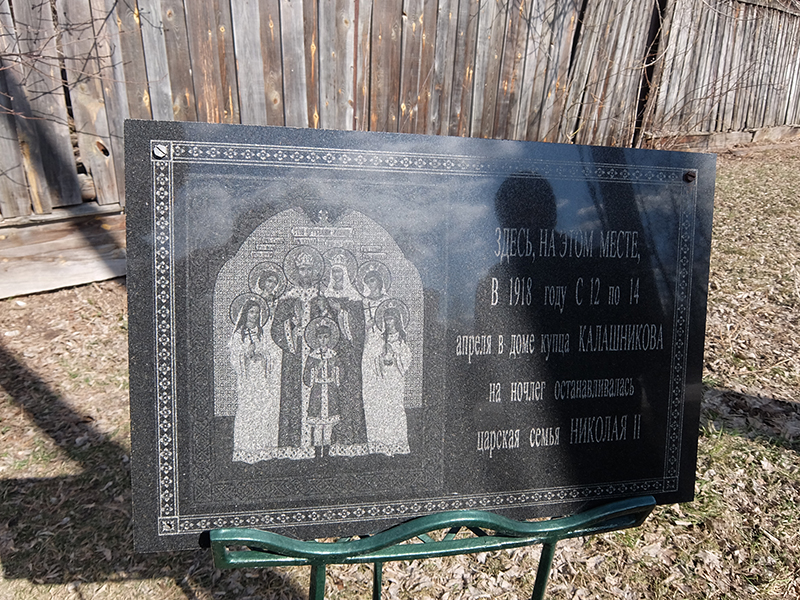 ЗДЕСЬ, НА ЭТОМ МЕСТЕ,
В 1918 году С 12 по 14
апреля в доме купца КАЛАШНИКОВА
на ночлег останавливалась
царская семья НИКОЛАЯ II